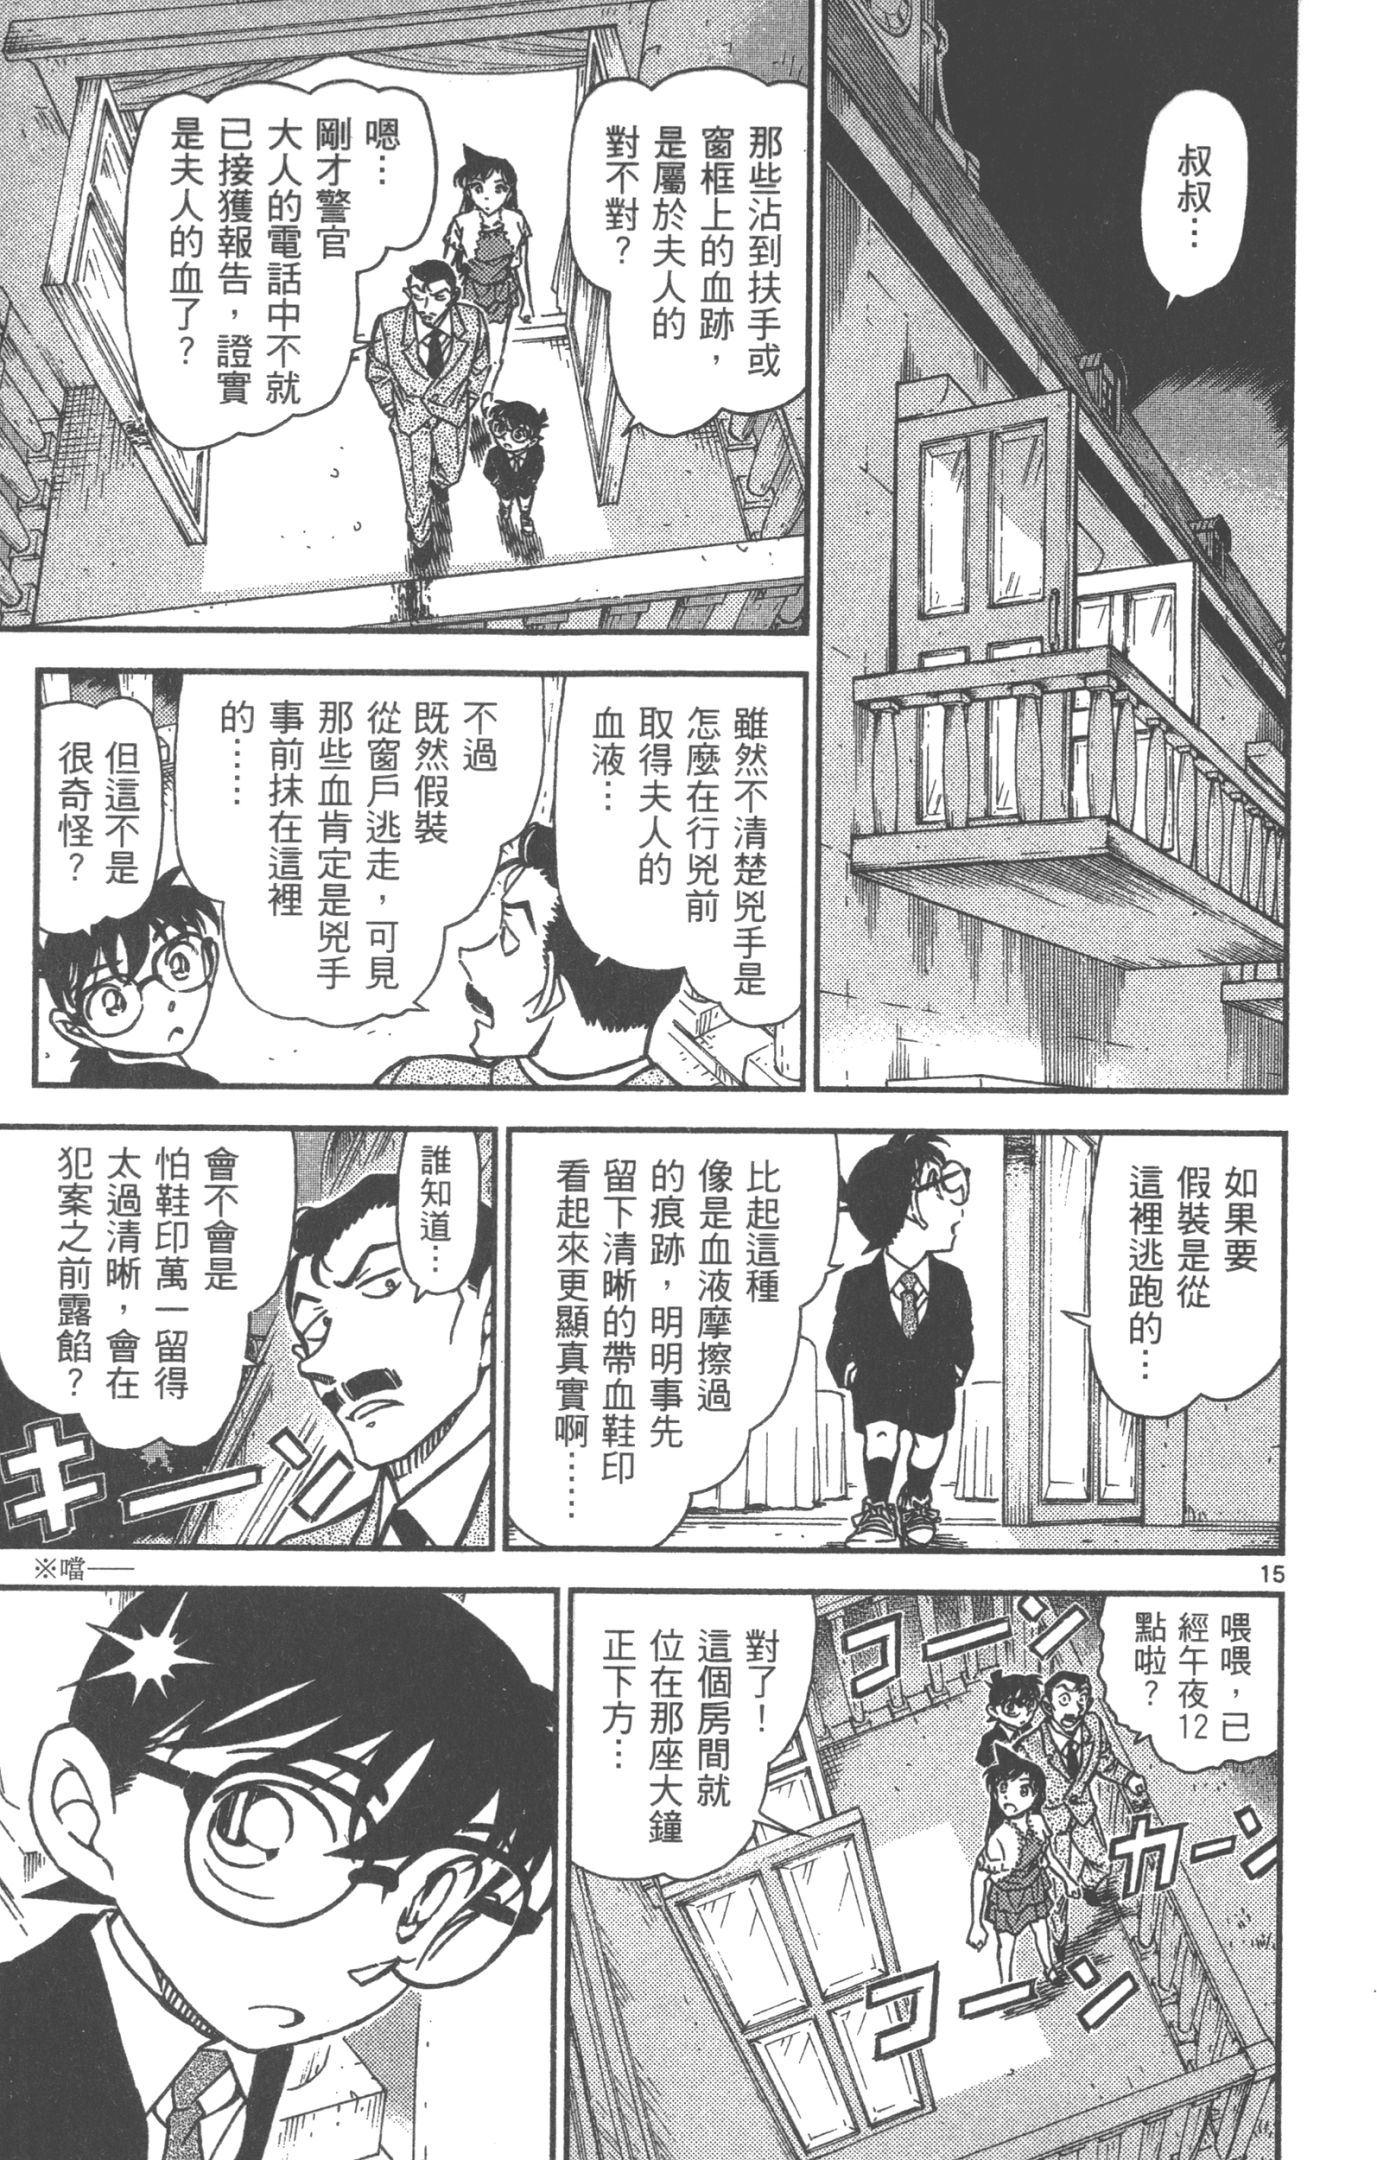 叔叔…
那些沾到扶手或
窗框上的血跡，
是屬於夫人的
對不對？
嗯…
剛才警官
大人的電話中不就
已接獲報告，證實
是夫人的血了？
雖然不清楚兇手是
怎麼在行兇前
取得夫人的
血液…
不過
既然假裝
從窗戶逃走，可見
那些血肯定是兇手
事前抹在這裡
的……
但這不是
很奇怪？
如果要
假裝是從
這裡逃跑的…
比起這種
像是血液摩擦過
的痕跡，明明事先
留下清晰的帶血鞋印
看起來更顯真實啊……
誰知道…
會不會是
怕鞋印萬一留得
太過清晰，會在
犯案之前露餡？
キーン
※噹——
15
喂喂，已
經午夜12
點啦？
コーン
カーン
コーン
對了！
這個房間就
位在那座大鐘
正下方…